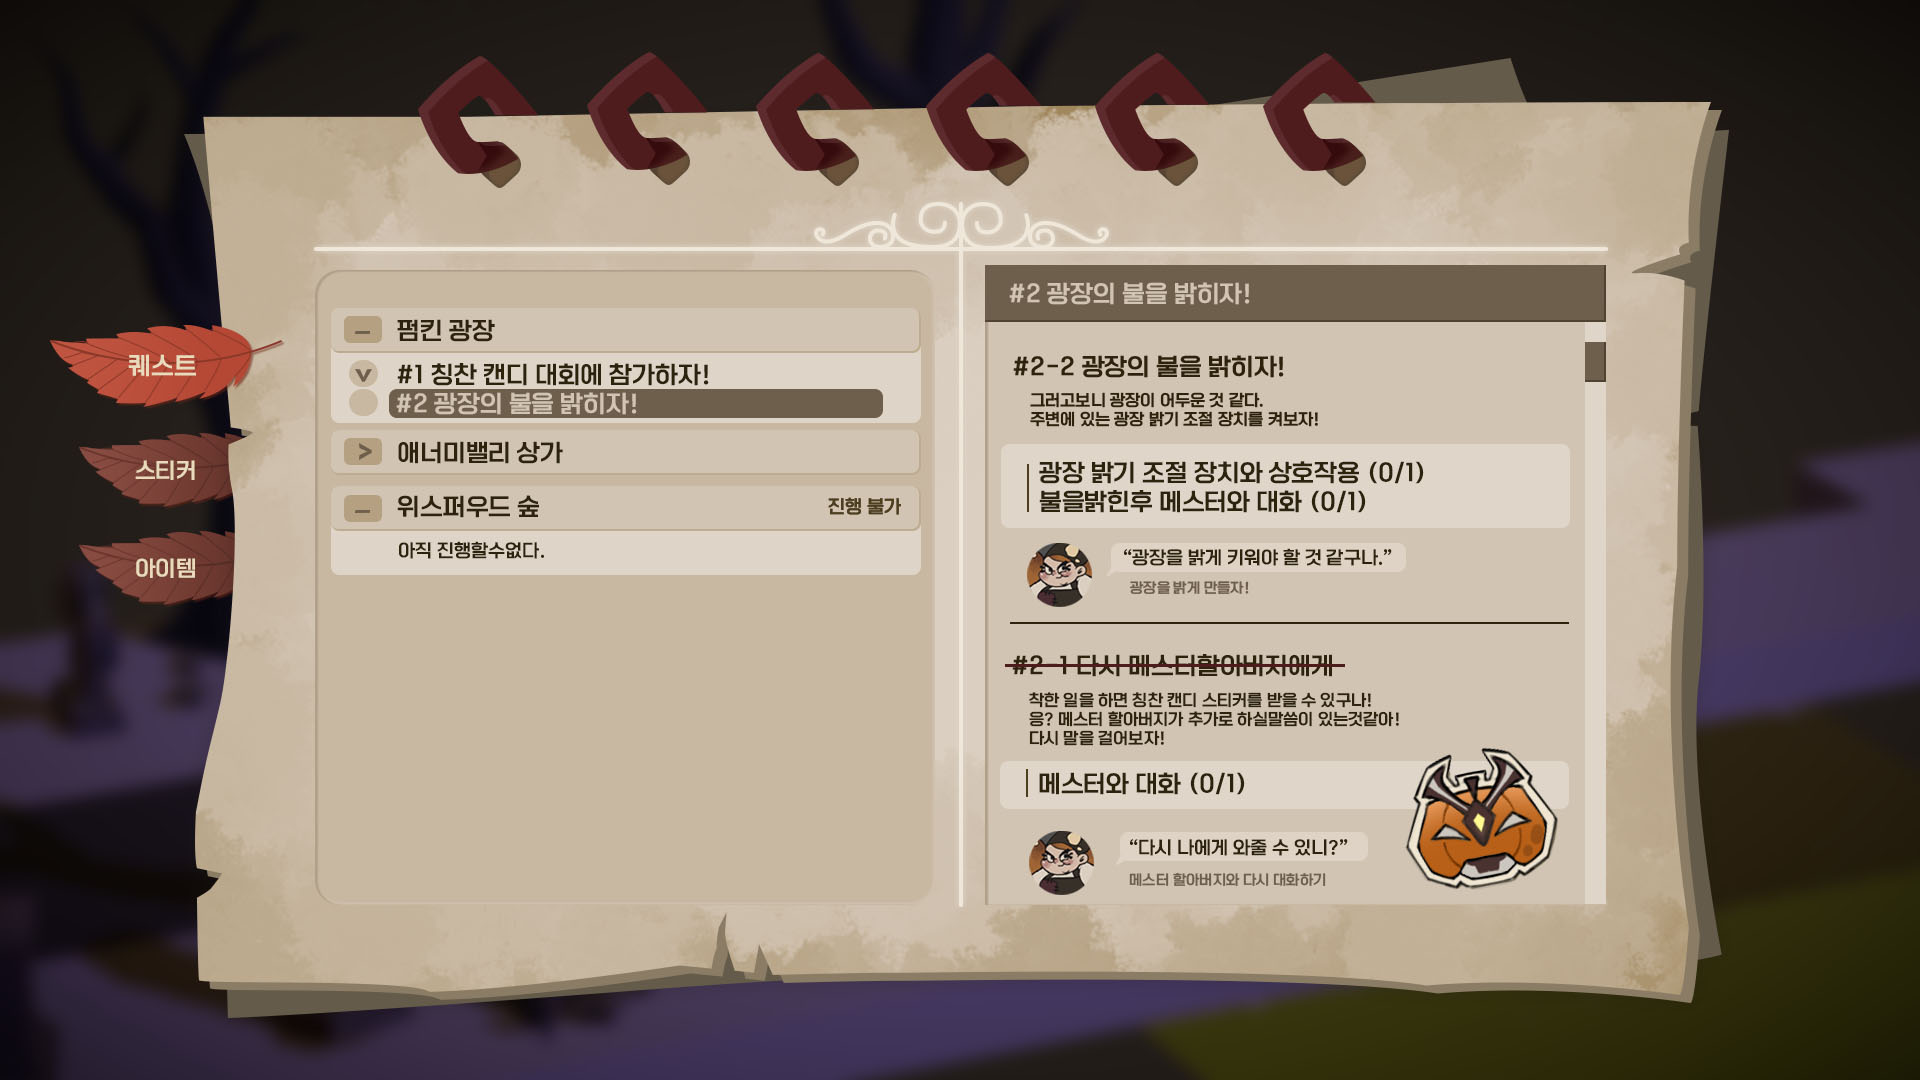 퀘스트
스티커
아이템
펌킨 광장
#1 칭찬 캔디 대회에 참가하자!
#2 광장의 불을 밝히자!
애너미밸리 상가
위스퍼우드 숲
진행 불가
아직 진행할수없다.
#2 광장의 불을 밝히자!
#2-2 광장의 불을 밝히자!
그러고보니 광장이 어두운 것 같다.
주변에 있는 광장 밝기 조절 장치를 켜보자!
광장 밝기 조절 장치와 상호작용 (0/1)
불을밝힌후 메스터와 대화 (0/1)
“광장을 밝게 키워야 할 것 같구나.”
광장을 밝게 만들자!
#2-1 다시 메스터할아버지에게
착한 일을 하면 칭찬 캔디 스티커를 받을 수 있구나!
응? 메스터 할아버지가 추가로 하실말씀이 있는것같아!
다시 말을 걸어보자!
메스터와 대화 (0/1)
“다시 나에게 와줄 수 있니?”
메스터 할아버지와 다시 대화하기